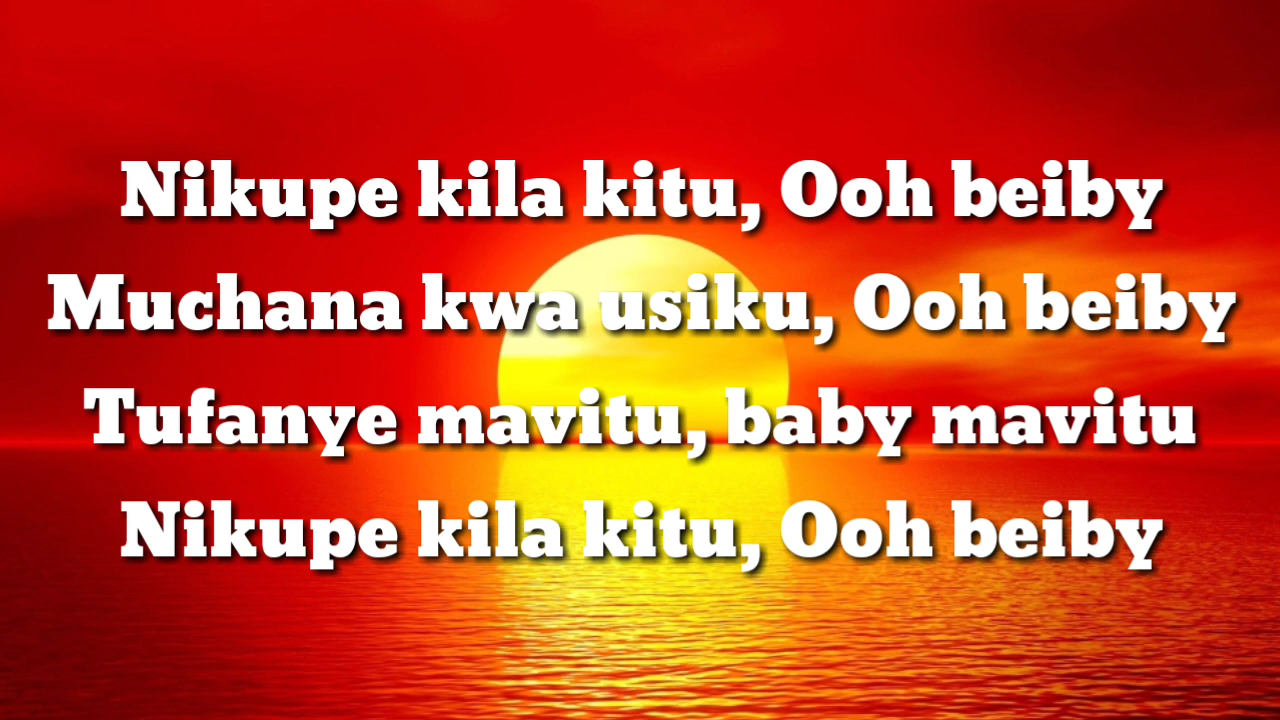 Nikupe kila kitu, Ooh beiby
Muchana kwa usiku, Ooh beiby
Tufanye mavitu, baby mavitu
Nikupe kila kitu, Ooh beiby